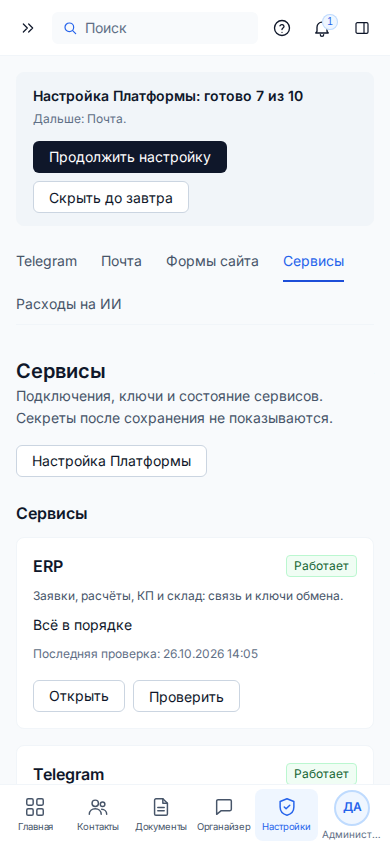 Поиск
1
Настройка Платформы: готово 7 из 10
Дальше: Почта.
Продолжить настройку
Скрыть до завтра
Telegram Почта Формы сайта Сервисы
Расходы на ИИ
Сервисы
Подключения, ключи и состояние сервисов.
Секреты после сохранения не показываются.
Настройка Платформы
Сервисы
ERP Работает
Заявки, расчёты, КП и склад: связь и ключи обмена.
Всё в порядке
Последняя проверка: 26.10.2026 14:05
Открыть Проверить
Telegram Работает
ДА
Главная Контакты Документы Органайзер Настройки Админист...